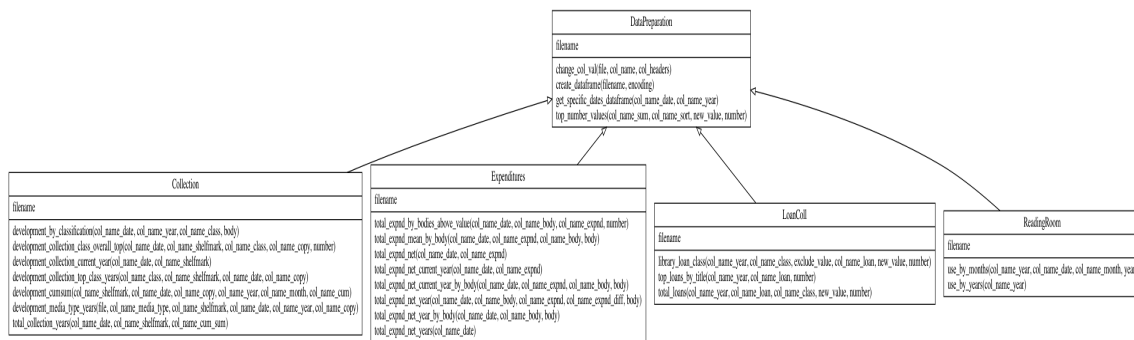 DataPreparation
filename
change_col_val(file, col_name, col_headers)
create_dataframe(filename, encoding)
get_specific_dates_dataframe(col_name_date, col_name_year)
top_number_values(col_name_sum, col_name_sort, new_value, number)
Collection
filename
development_by_classification(col_name_date, col_name_year, col_name_class, body)
development_collection_class_overall_top(col_name_date, col_name_shelfmark, col_name_class, col_name_copy, number)
development_collection_current_year(col_name_date, col_name_shelfmark)
development_collection_top_class_years(col_name_class, col_name_shelfmark, col_name_date, col_name_copy)
development_cumsum(col_name_shelfmark, col_name_date, col_name_copy, col_name_year, col_name_month, col_name_cum)
development_media_type_years(file, col_name_media_type, col_name_shelfmark, col_name_date, col_name_year, col_name_copy)
total_collection_years(col_name_date, col_name_shelfmark, col_name_cum_sum)
Expenditures
filename
total_expnd_by_bodies_above_value(col_name_date, col_name_body, col_name_expnd, number)
total_expnd_mean_by_body(col_name_date, col_name_expnd, col_name_body, body)
total_expnd_net(col_name_date, col_name_expnd)
total_expnd_net_current_year(col_name_date, col_name_expnd)
total_expnd_net_current_year_by_body(col_name_date, col_name_expnd, col_name_body, body)
total_expnd_net_year(col_name_date, col_name_body, col_name_expnd, col_name_expnd_diff, body)
total_expnd_net_year_by_body(col_name_date, col_name_body, body)
total_expnd_net_years(col_name_date)
LoanColl
filename
library_loan_class(col_name_year, col_name_class, exclude_value, col_name_loan, new_value, number)
top_loans_by_title(col_name_year, col_name_loan, number)
total_loans(col_name_year, col_name_loan, col_name_class, new_value, number)
ReadingRoom
filename
use_by_months(col_name_year, col_name_date, col_name_month, year)
use_by_years(col_name_year)